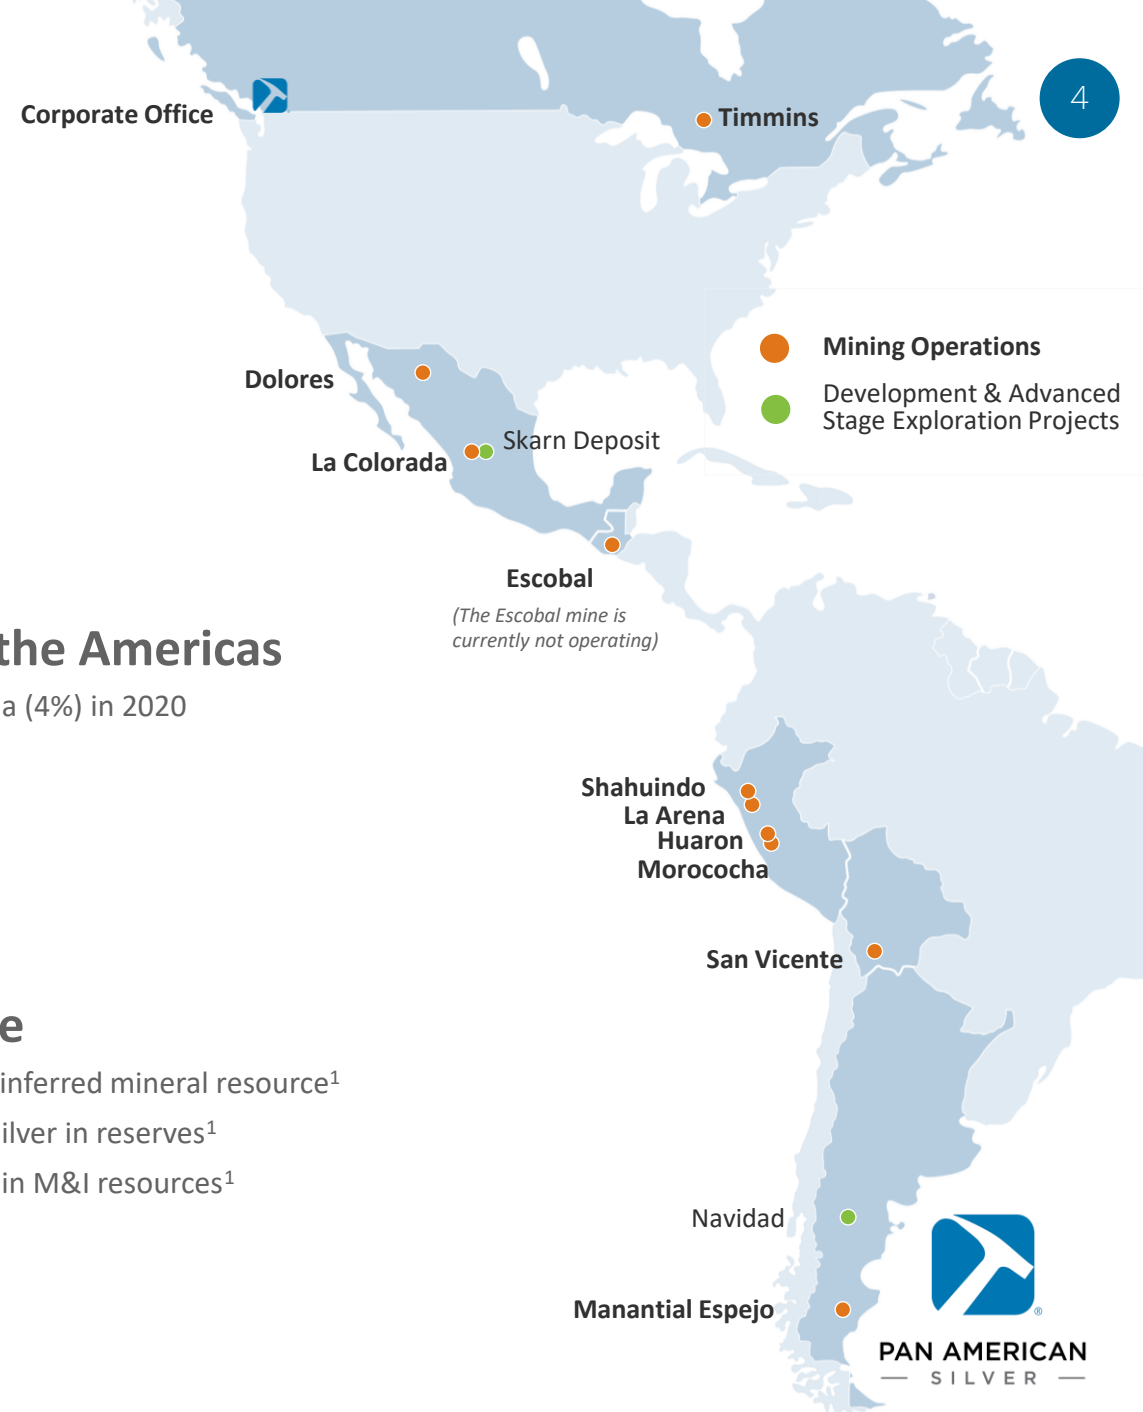 4
Corporate Office
Timmins
Mining Operations
Development & Advanced
Stage Exploration Projects
Dolores
Skarn Deposit
La Colorada
Escobal
(The Escobal mine is
currently not operating)
the Americas
a (4%) in 2020
Shahuindo
La Arena
Huaron
Morococha
San Vicente
e
inferred mineral resource¹
ilver in reserves¹
in M&I resources¹
Navidad
Manantial Espejo
®
PAN AMERICAN
SILVER